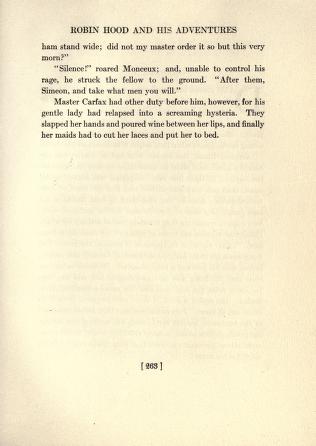 ROBIN HOOD AND HIS ADVENTURES
ham stand wide; did not my master order it so but this very
morn?"
"Silence!" roared Monceux; and, unable to control his
rage, he struck the fellow to the ground. "After them,
Simeon, and take what men you will."
Master Carfax had other duty before him, however, for his
gentle lady had relapsed into a screaming hysteria. They
slapped her hands and poured wine between her lips, and finally
her maids had to cut her laces and put her to bed.
[ 263 ]